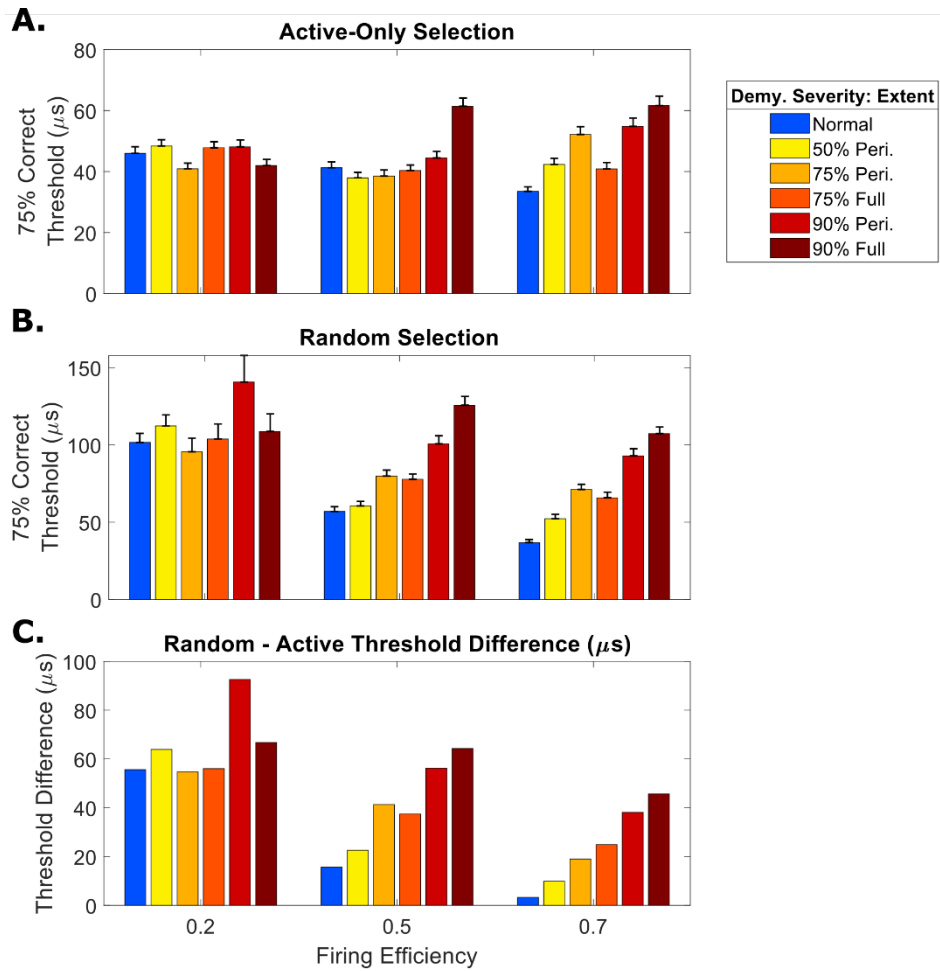 A.
Active-Only Selection
75% Correct
Threshold (μs)
80
60
40
20
0
Demy. Severity: Extent
Normal
50% Peri.
75% Peri.
75% Full
90% Peri.
90% Full
B.
Random Selection
75% Correct
Threshold (μs)
150
100
50
0
C.
Random - Active Threshold Difference (μs)
Threshold Difference (μs)
100
80
60
40
20
0
0.2 0.5 0.7
Firing Efficiency